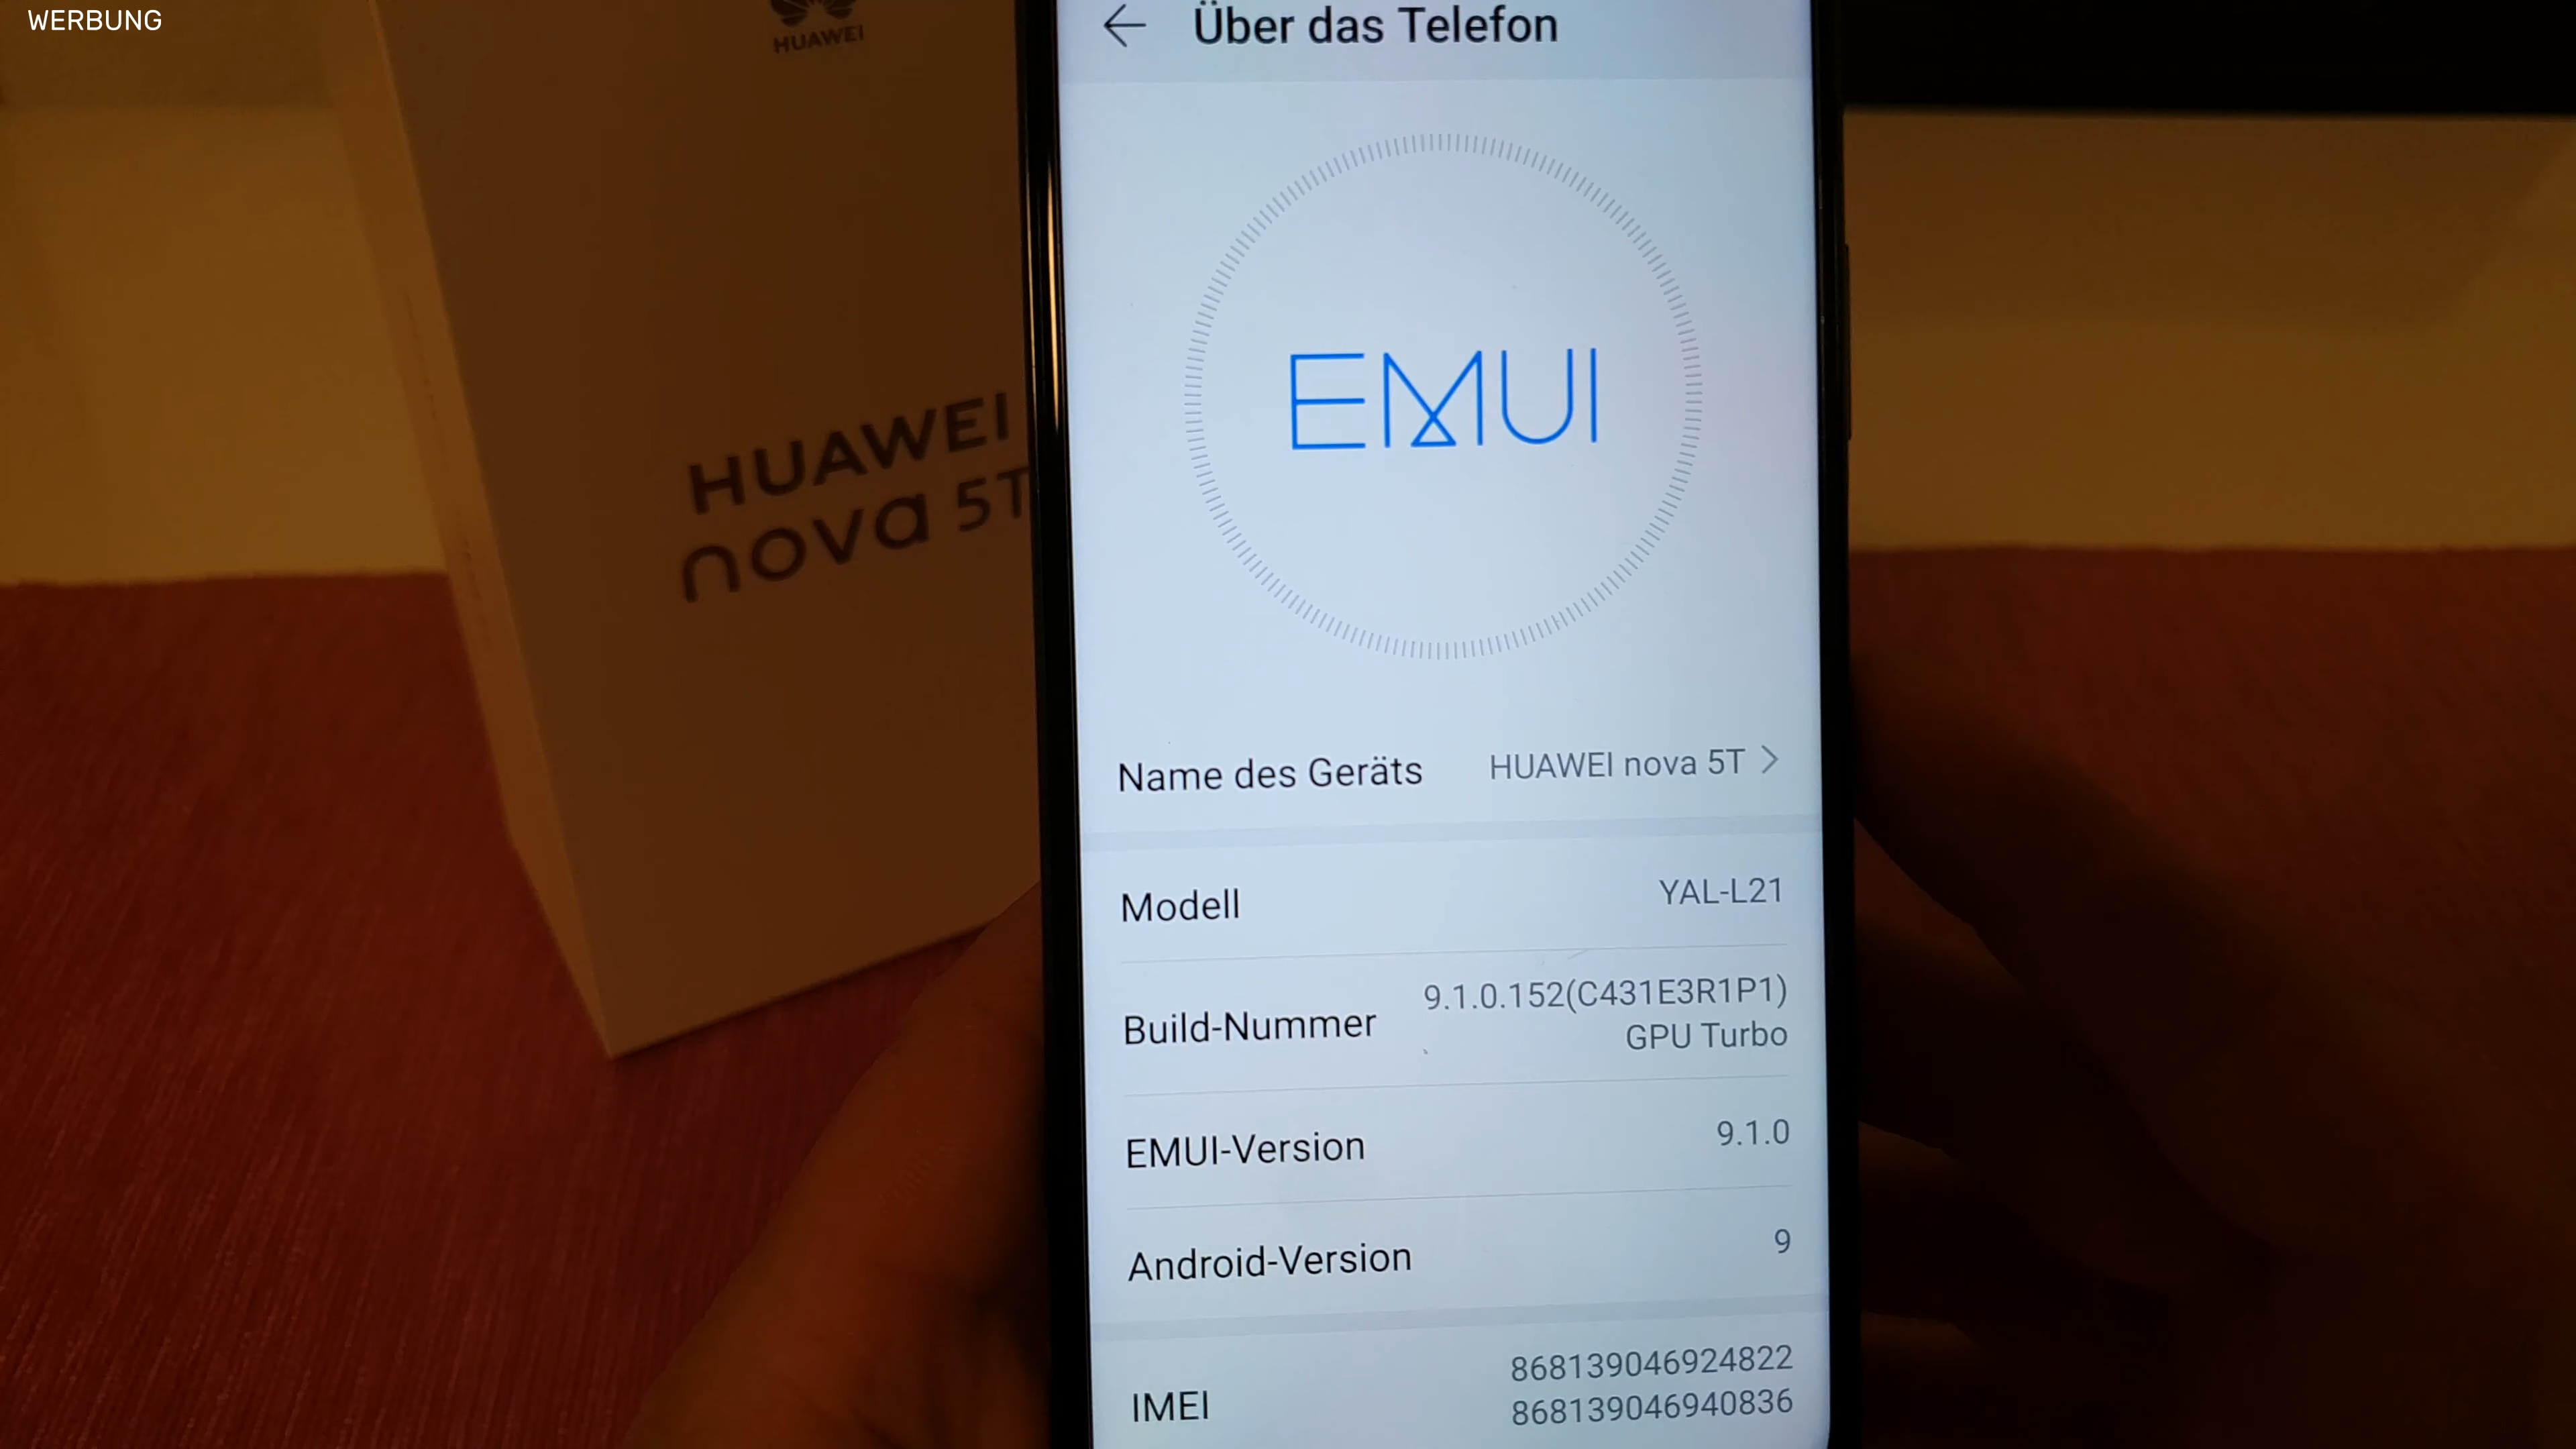 WERBUNG
HUAWEI
HUAWEI
nova 5T
← Über das Telefon
EMUI
Name des Geräts HUAWEI nova 5T >
Modell YAL-L21
Build-Nummer 9.1.0.152(C431E3R1P1)
GPU Turbo
EMUI-Version 9.1.0
Android-Version 9
IMEI 868139046924822
868139046940836